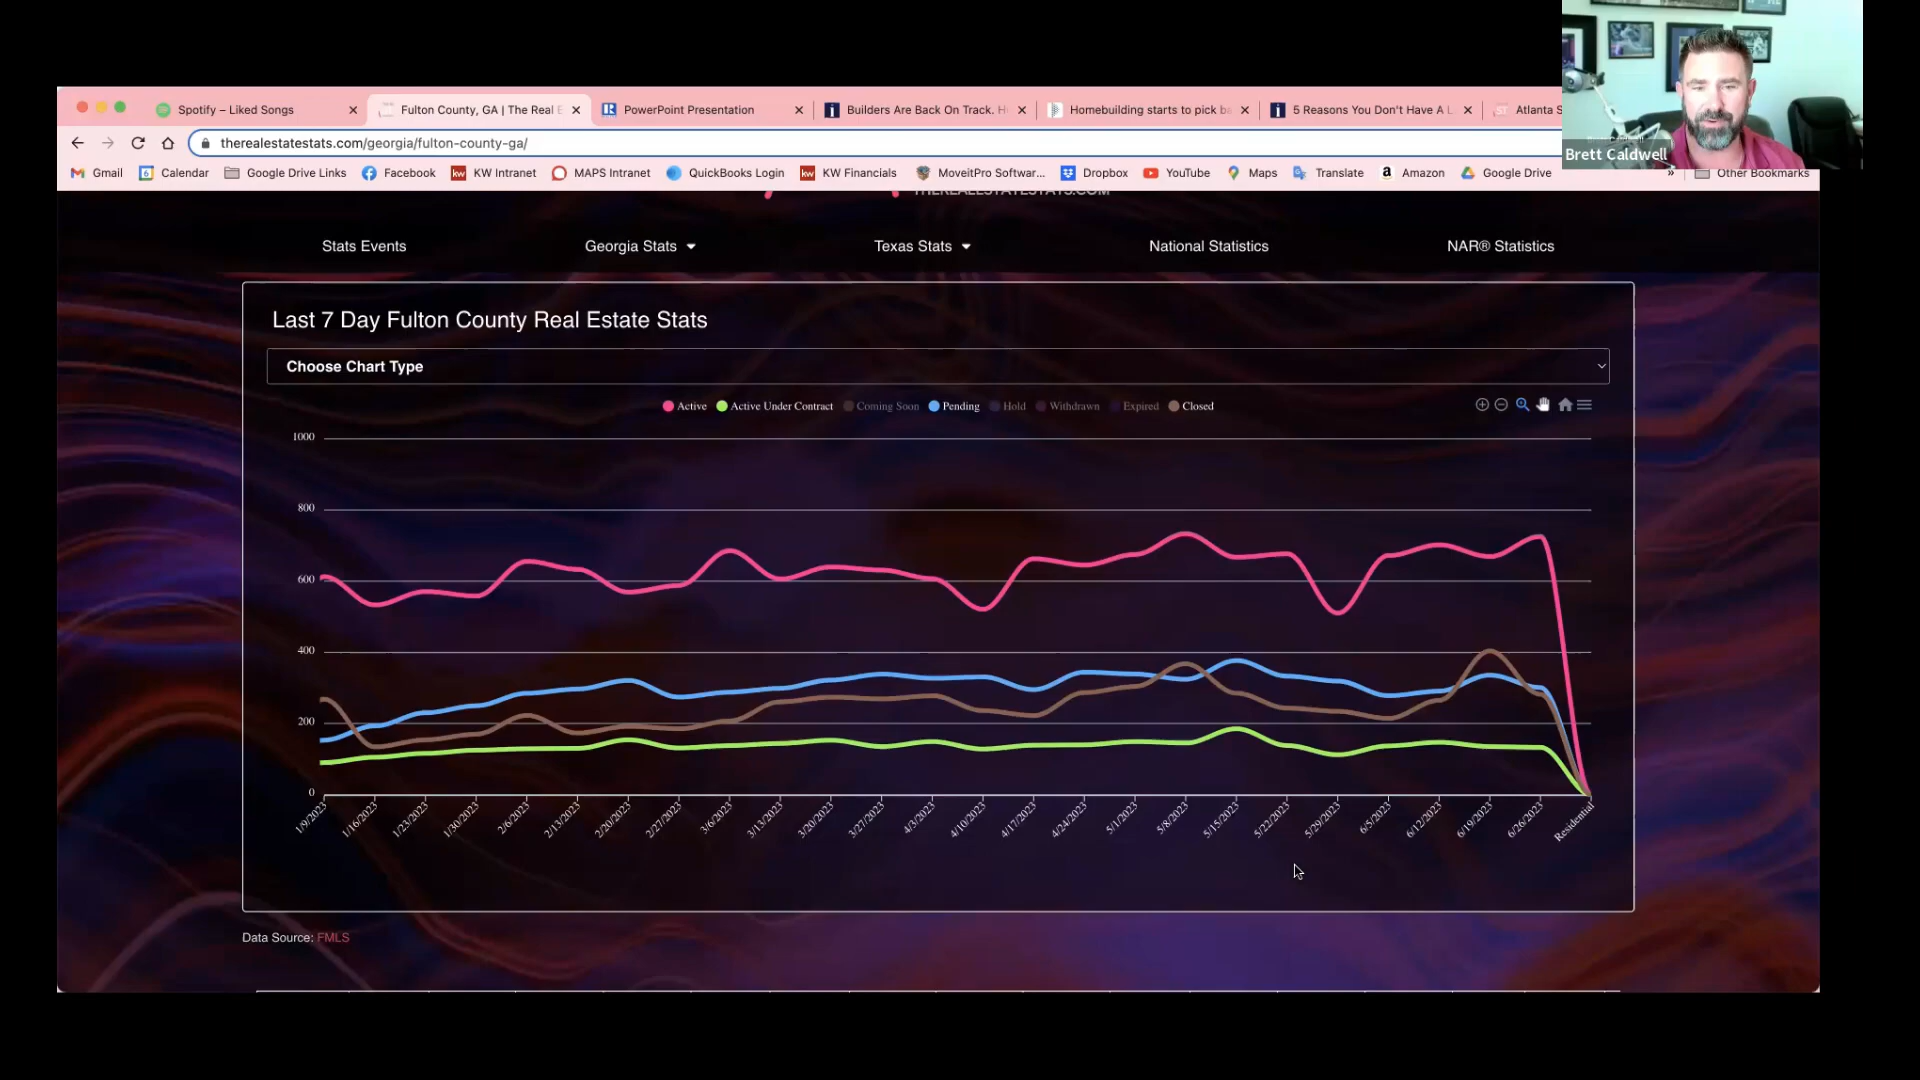 Spotify – Liked Songs
Fulton County, GA | The Real E
PowerPoint Presentation
Builders Are Back On Track. H
Homebuilding starts to pick b
5 Reasons You Don't Have A L
Atlanta S
therealestatestats.com/georgia/fulton-county-ga/
Brett Caldwell
Gmail Calendar Google Drive Links Facebook KW Intranet MAPS Intranet QuickBooks Login KW Financials MoveitPro Softwar... Dropbox YouTube Maps Translate Amazon Google Drive » Other Bookmarks
THEREALESTATESTATS.COM
Stats Events Georgia Stats Texas Stats National Statistics NAR® Statistics
Last 7 Day Fulton County Real Estate Stats
Choose Chart Type
Active Active Under Contract Coming Soon Pending Hold Withdrawn Expired Closed
1000
800
600
400
200
0
1/9/2023 1/16/2023 1/23/2023 1/30/2023 2/6/2023 2/13/2023 2/20/2023 2/27/2023 3/6/2023 3/13/2023 3/20/2023 3/27/2023 4/3/2023 4/10/2023 4/17/2023 4/24/2023 5/1/2023 5/8/2023 5/15/2023 5/22/2023 5/29/2023 6/5/2023 6/12/2023 6/19/2023 6/26/2023 Residential
Data Source: FMLS